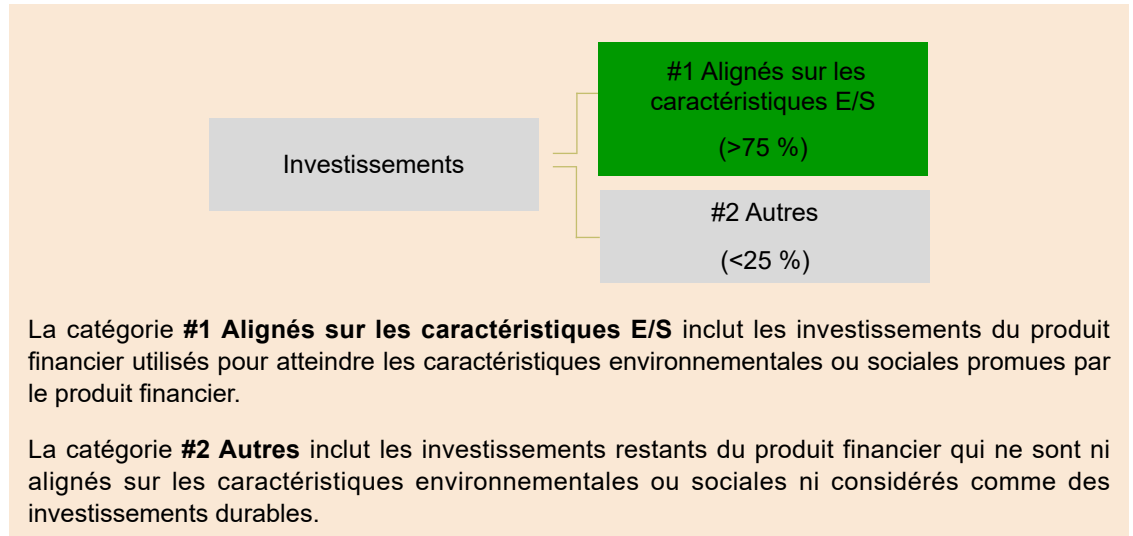 #1 Alignés sur les
caractéristiques E/S
(>75 %)
Investissements
#2 Autres
(<25 %)
La catégorie #1 Alignés sur les caractéristiques E/S inclut les investissements du produit
financier utilisés pour atteindre les caractéristiques environnementales ou sociales promues par
le produit financier.
La catégorie #2 Autres inclut les investissements restants du produit financier qui ne sont ni
alignés sur les caractéristiques environnementales ou sociales ni considérés comme des
investissements durables.